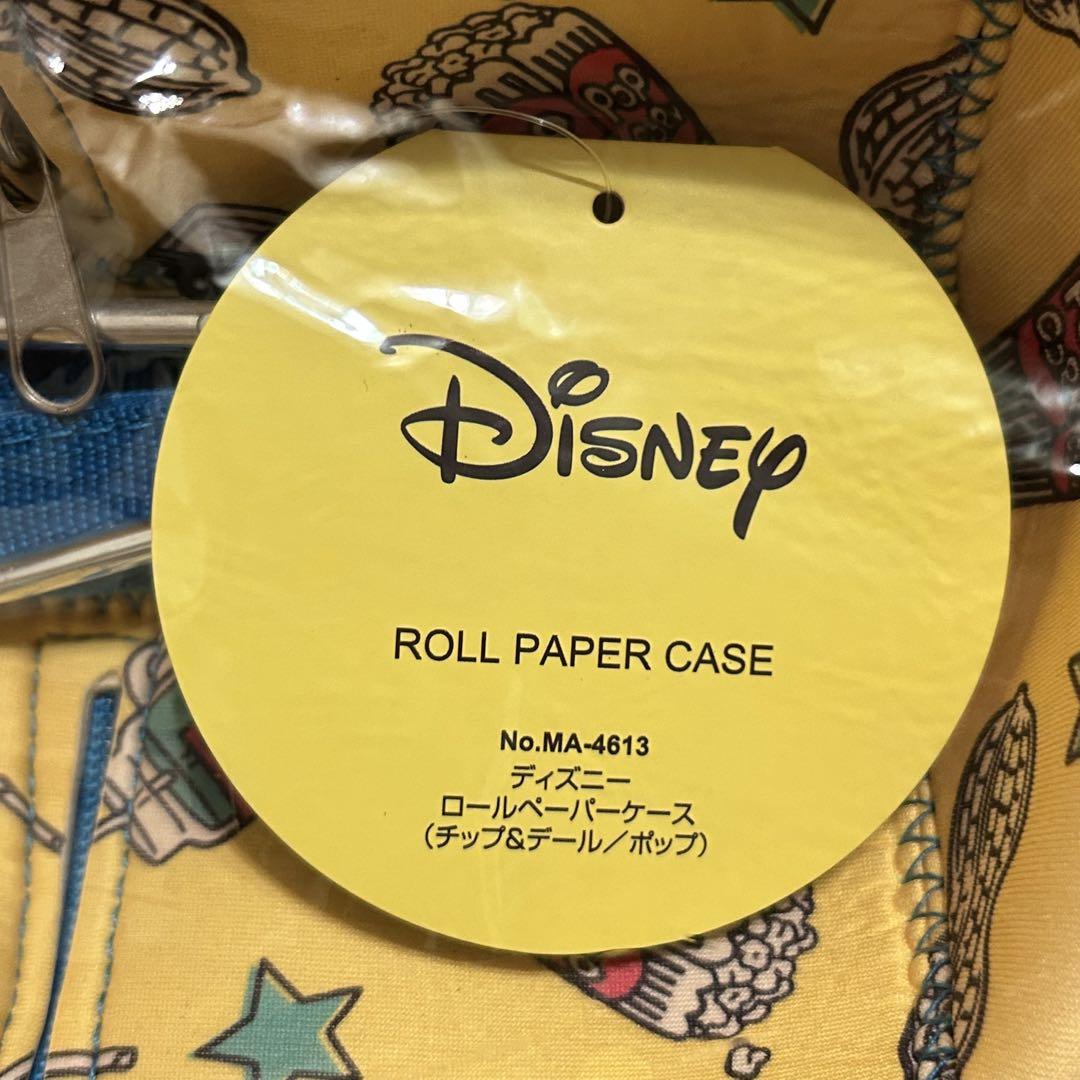 POP
DISNEY
ROLL PAPER CASE
No.MA-4613
ディズニー
ロールペーパーケース
（チップ&デール／ポップ）